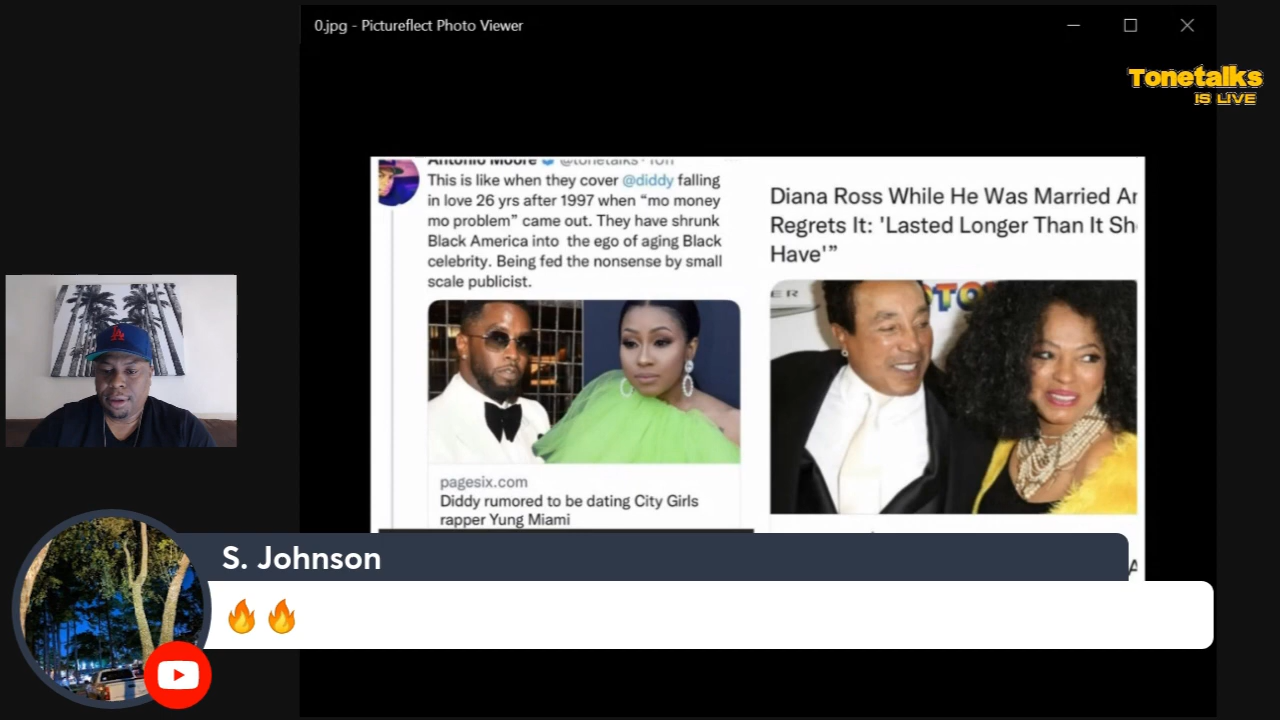 0.jpg - Pictureflect Photo Viewer
Tonetalks
IS LIVE
Antonio Moore @tonetalks
This is like when they cover @diddy falling
in love 26 yrs after 1997 when “mo money
mo problem” came out. They have shrunk
Black America into the ego of aging Black
celebrity. Being fed the nonsense by small
scale publicist.
pagesix.com
Diddy rumored to be dating City Girls
rapper Yung Miami
Diana Ross While He Was Married
Regrets It: 'Lasted Longer Than It
Have'”
S. Johnson
🔥🔥